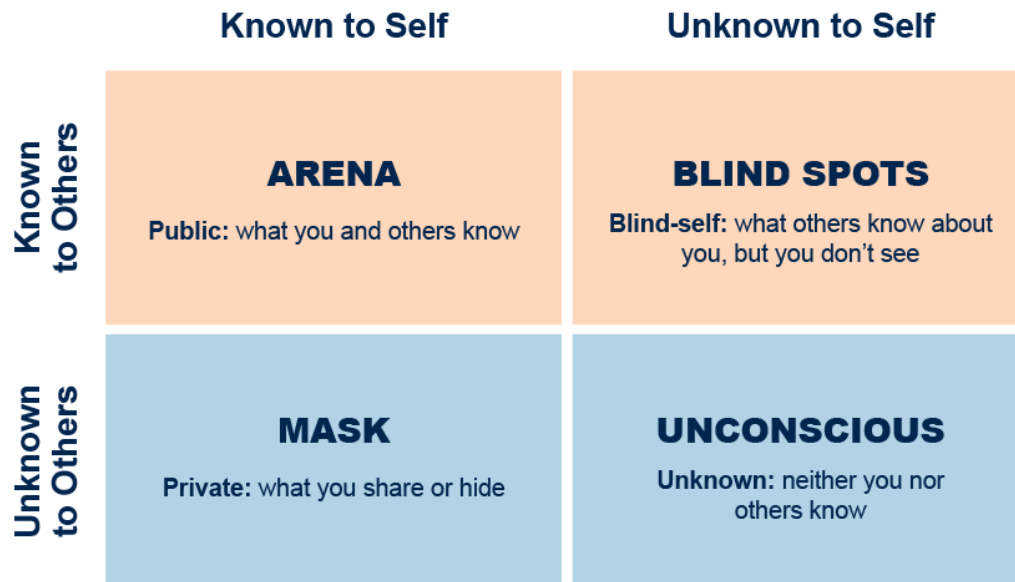 Known to Self
Unknown to Self
Known
to Others
ARENA
Public: what you and others know
BLIND SPOTS
Blind-self: what others know about
you, but you don’t see
Unknown
to Others
MASK
Private: what you share or hide
UNCONSCIOUS
Unknown: neither you nor
others know